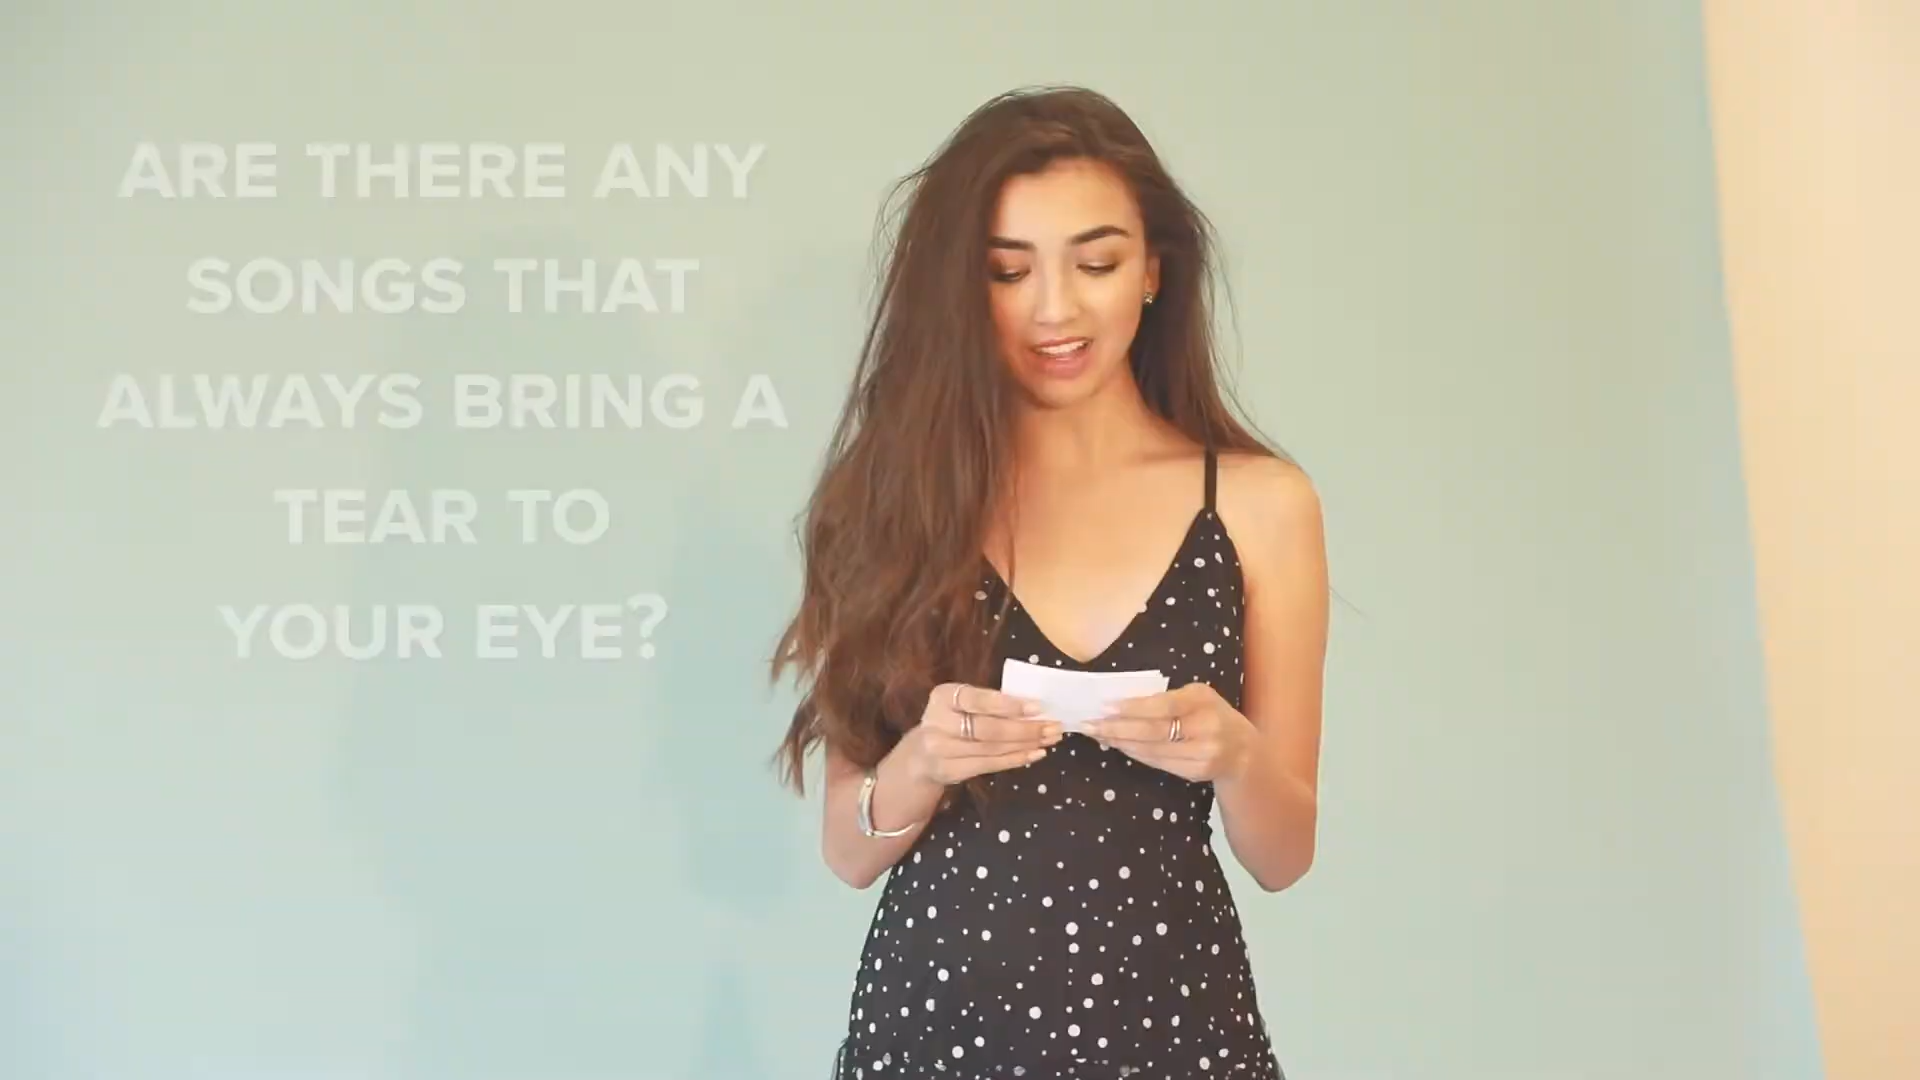 ARE THERE ANY
SONGS THAT
ALWAYS BRING A
TEAR TO
YOUR EYE?